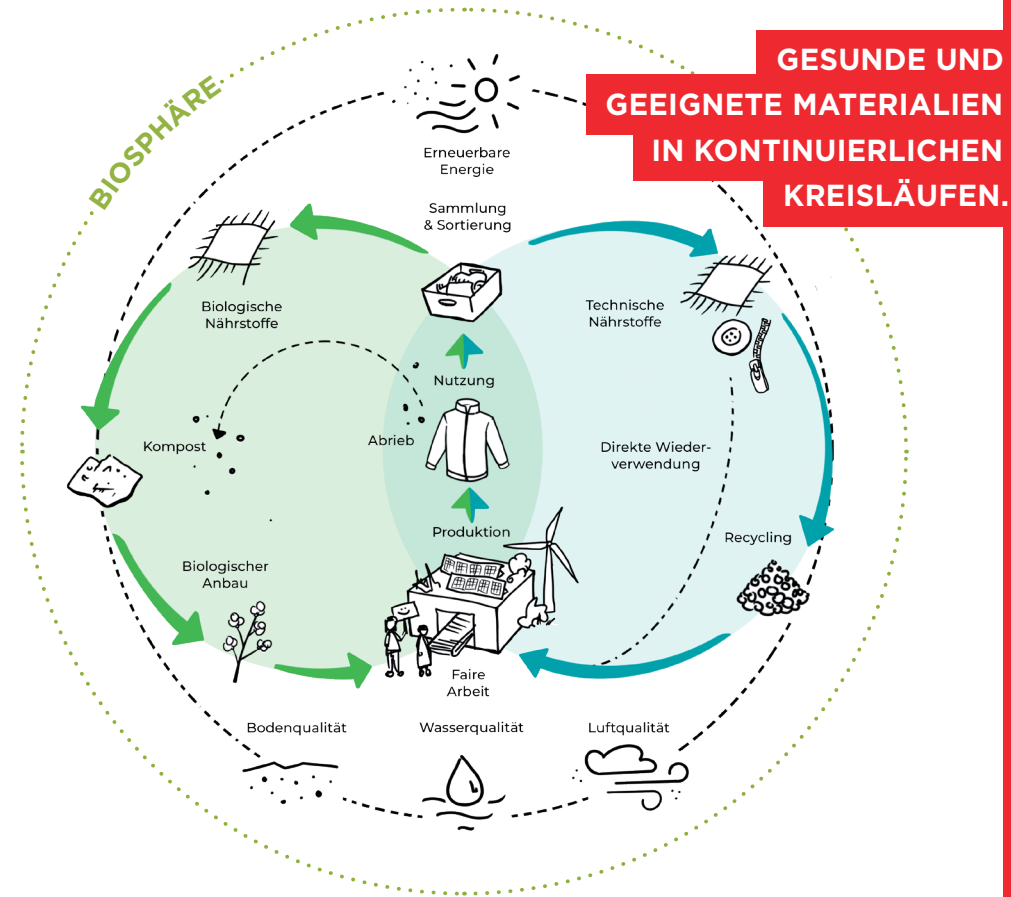 GESUNDE UND
GEEIGNETE MATERIALIEN
IN KONTINUIERLICHEN
KREISLÄUFEN.
BIOSPHÄRE
Erneuerbare
Energie
Sammlung
& Sortierung
Biologische
Nährstoffe
Technische
Nährstoffe
Nutzung
Kompost
Abrieb
Direkte Wieder-
verwendung
Produktion
Recycling
Biologischer
Anbau
Faire
Arbeit
Bodenqualität
Wasserqualität
Luftqualität